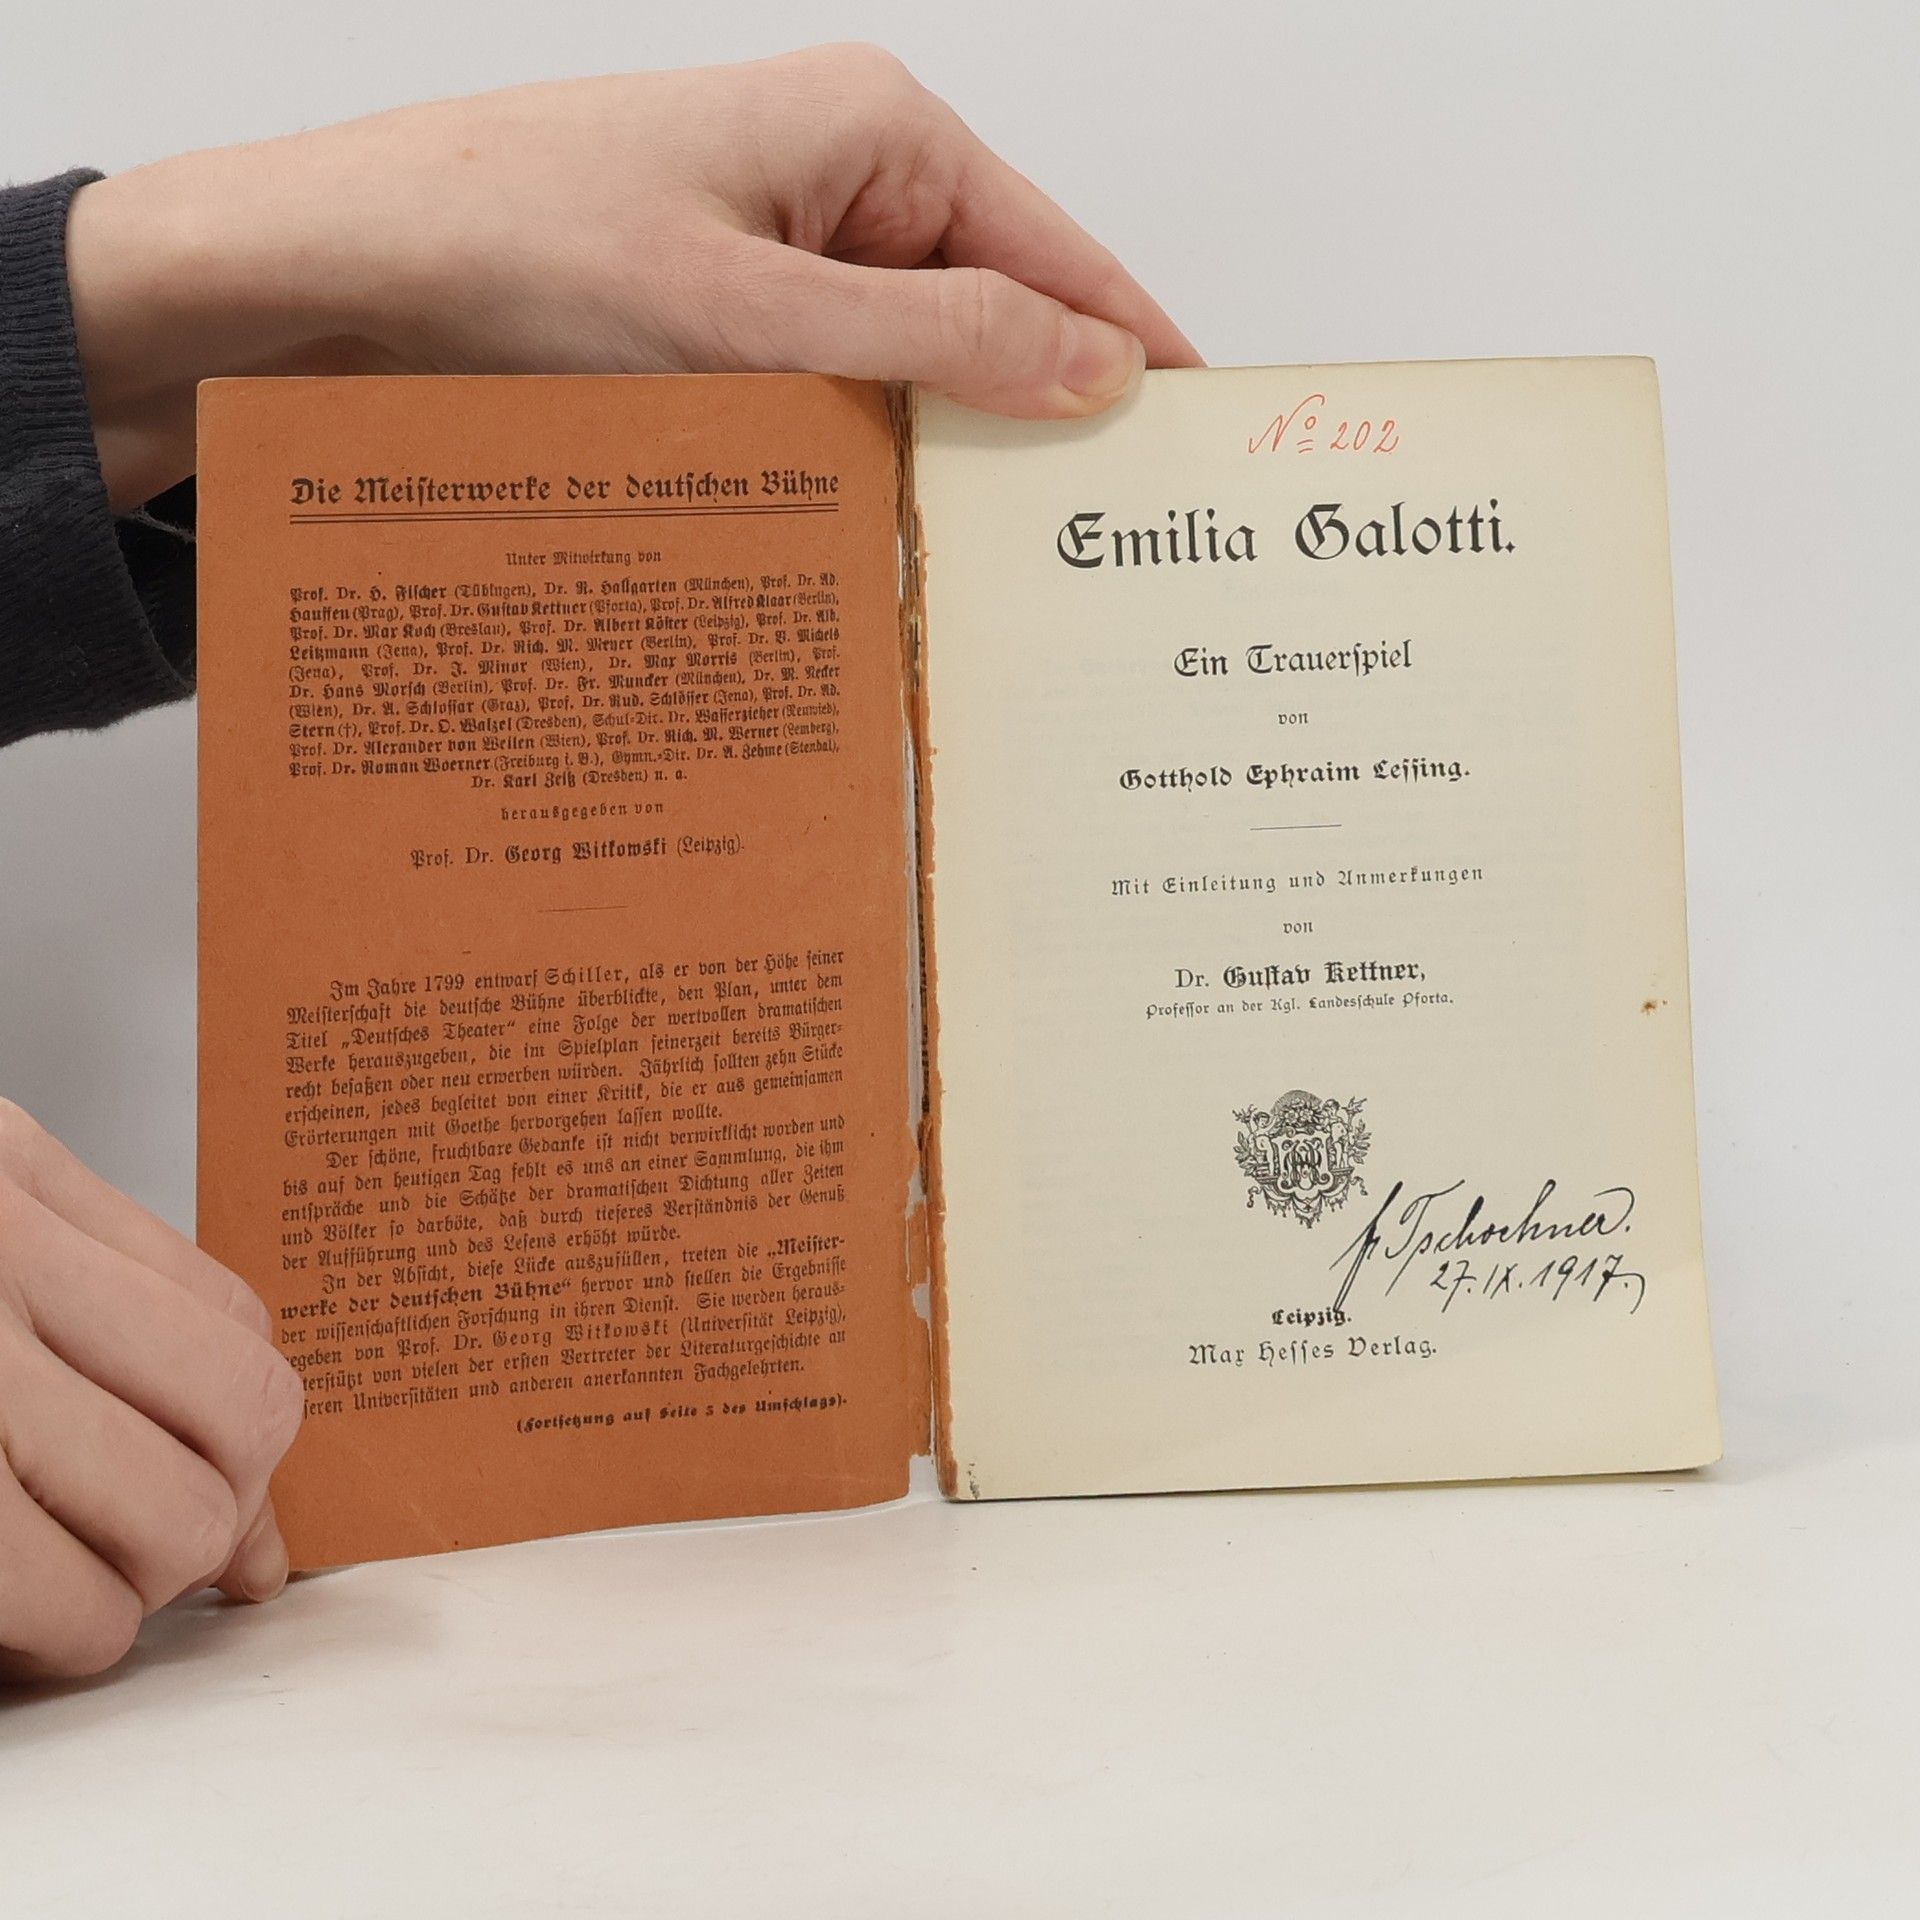 Die Meisterwerke der deutschen Bühne
Unter Mitwirkung von
Prof. Dr. H. Fischer (Tübingen), Dr. R. Hallgarten (München), Prof. Dr. Ad.
Hauffen (Prag), Prof. Dr. Gustav Kettner (Pforta), Prof. Dr. Alfred Klaar (Berlin),
Prof. Dr. Max Koch (Breslau), Prof. Dr. Albert Köster (Leipzig), Prof. Dr. Alb.
Leitzmann (Jena), Prof. Dr. Rich. M. Meyer (Berlin), Prof. Dr. V. Michels
(Jena), Prof. Dr. J. Minor (Wien), Dr. Max Morris (Berlin), Prof.
Dr. Hans Morsch (Berlin), Prof. Dr. Fr. Muncker (München), Dr. M. Necker
(Wien), Dr. A. Schlossar (Graz), Prof. Dr. Rud. Schlösser (Jena), Prof. Dr. Ad.
Stern (†), Prof. Dr. O. Walzel (Dresden), Schul-Dir. Dr. Wasserzieher (Neuwied),
Prof. Dr. Alexander von Weilen (Wien), Prof. Dr. Rich. M. Werner (Lemberg),
Prof. Dr. Roman Woerner (Freiburg i. B.), Gymn.-Dir. Dr. A. Zehme (Stendal),
Dr. Karl Zeiß (Dresden) u. a.
herausgegeben von
Prof. Dr. Georg Witkowski (Leipzig).
Im Jahre 1799 entwarf Schiller, als er von der Höhe seiner
Meisterschaft die deutsche Bühne überblickte, den Plan, unter dem
Titel „Deutsches Theater“ eine Folge der wertvollen dramatischen
Werke herauszugeben, die im Spielplan seinerzeit bereits Bürger-
recht besaßen oder neu erwerben würden. Jährlich sollten zehn Stücke
erscheinen, jedes begleitet von einer Kritik, die er aus gemeinsamen
Erörterungen mit Goethe hervorgehen lassen wollte.
Der schöne, fruchtbare Gedanke ist nicht verwirklicht worden und
bis auf den heutigen Tag fehlt es uns an einer Sammlung, die ihm
entspräche und die Schätze der dramatischen Dichtung aller Zeiten
und Völker so darböte, daß durch tieferes Verständnis der Genuß
der Aufführung und des Lesens erhöht würde.
In der Absicht, diese Lücke auszufüllen, treten die „Meister-
werke der deutschen Bühne“ hervor und stellen die Ergebnisse
der wissenschaftlichen Forschung in ihren Dienst. Sie werden heraus-
egeben von Prof. Dr. Georg Witkowski (Universität Leipzig),
terstützt von vielen der ersten Vertreter der Literaturgeschichte an
seren Universitäten und anderen anerkannten Fachgelehrten.
(Fortsetzung auf Seite 3 des Umschlags).
№ 202
Emilia Galotti.
Ein Trauerspiel
von
Gotthold Ephraim Lessing.
Mit Einleitung und Anmerkungen
von
Dr. Gustav Kettner,
Professor an der Kgl. Landesschule Pforta.
Tschochner.
27.IX.1917.
Leipzig.
Max Hesses Verlag.